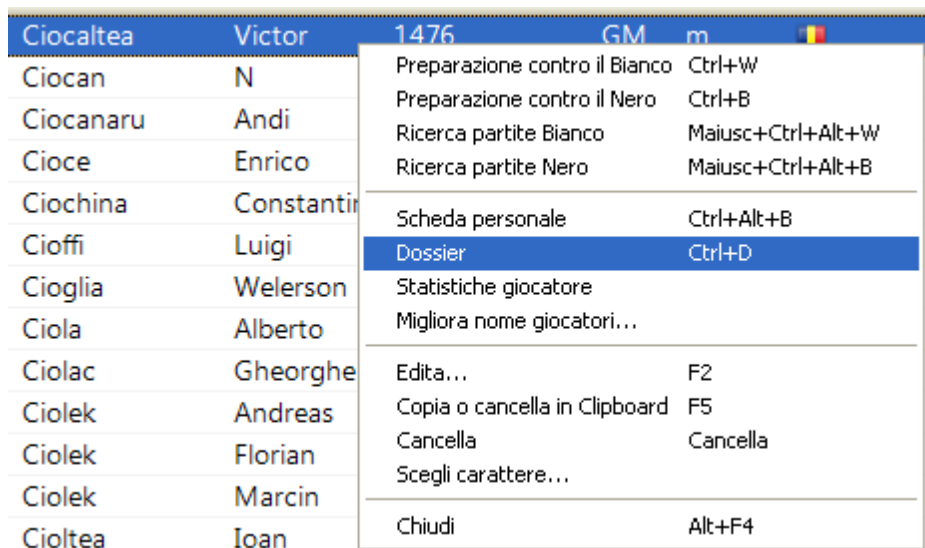 Ciocaltea Victor 1476 GM m
Ciocan N
Ciocanaru Andi
Cioce Enrico
Ciochina Constantin
Cioffi Luigi
Cioglia Welerson
Ciola Alberto
Ciolac Gheorghe
Ciolek Andreas
Ciolek Florian
Ciolek Marcin
Cioltea Ioan
Preparazione contro il Bianco Ctrl+W
Preparazione contro il Nero Ctrl+B
Ricerca partite Bianco Maiusc+Ctrl+Alt+W
Ricerca partite Nero Maiusc+Ctrl+Alt+B
Scheda personale Ctrl+Alt+B
Dossier Ctrl+D
Statistiche giocatore
Migliora nome giocatori...
Edita... F2
Copia o cancella in Clipboard F5
Cancella Cancella
Scegli carattere...
Chiudi Alt+F4